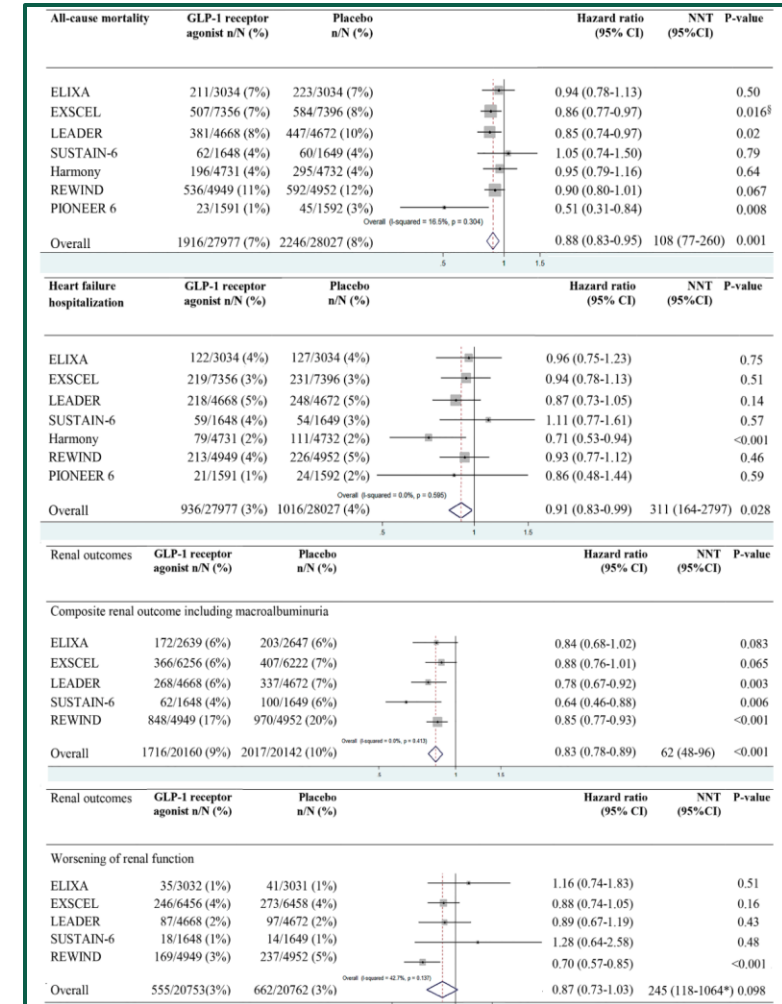 All-cause mortality GLP-1 receptor Placebo Hazard ratio NNT P-value
agonist n/N (%) n/N (%) (95% CI) (95%CI)
ELIXA 211/3034 (7%) 223/3034 (7%) 0.94 (0.78-1.13) 0.50
EXSCEL 507/7356 (7%) 584/7396 (8%) 0.86 (0.77-0.97) 0.016§
LEADER 381/4668 (8%) 447/4672 (10%) 0.85 (0.74-0.97) 0.02
SUSTAIN-6 62/1648 (4%) 60/1649 (4%) 1.05 (0.74-1.50) 0.79
Harmony 196/4731 (4%) 295/4732 (4%) 0.95 (0.79-1.16) 0.64
REWIND 536/4949 (11%) 592/4952 (12%) 0.90 (0.80-1.01) 0.067
PIONEER 6 23/1591 (1%) 45/1592 (3%) 0.51 (0.31-0.84) 0.008
Overall (I-squared = 16.5%, p = 0.304)
Overall 1916/27977 (7%) 2246/28027 (8%) 0.88 (0.83-0.95) 108 (77-260) 0.001
.5 1 1.5
Heart failure GLP-1 receptor Placebo Hazard ratio NNT P-value
hospitalization agonist n/N (%) n/N (%) (95% CI) (95%CI)
ELIXA 122/3034 (4%) 127/3034 (4%) 0.96 (0.75-1.23) 0.75
EXSCEL 219/7356 (3%) 231/7396 (3%) 0.94 (0.78-1.13) 0.51
LEADER 218/4668 (5%) 248/4672 (5%) 0.87 (0.73-1.05) 0.14
SUSTAIN-6 59/1648 (4%) 54/1649 (3%) 1.11 (0.77-1.61) 0.57
Harmony 79/4731 (2%) 111/4732 (2%) 0.71 (0.53-0.94) <0.001
REWIND 213/4949 (4%) 226/4952 (5%) 0.93 (0.77-1.12) 0.46
PIONEER 6 21/1591 (1%) 24/1592 (2%) 0.86 (0.48-1.44) 0.59
Overall (I-squared = 0.0%, p = 0.595)
Overall 936/27977 (3%) 1016/28027 (4%) 0.91 (0.83-0.99) 311 (164-2797) 0.028
.5 1 1.5
Renal outcomes GLP-1 receptor Placebo Hazard ratio NNT P-value
agonist n/N (%) n/N (%) (95% CI) (95%CI)
Composite renal outcome including macroalbuminuria
ELIXA 172/2639 (6%) 203/2647 (6%) 0.84 (0.68-1.02) 0.083
EXSCEL 366/6256 (6%) 407/6222 (7%) 0.88 (0.76-1.01) 0.065
LEADER 268/4668 (6%) 337/4672 (7%) 0.78 (0.67-0.92) 0.003
SUSTAIN-6 62/1648 (4%) 100/1649 (6%) 0.64 (0.46-0.88) 0.006
REWIND 848/4949 (17%) 970/4952 (20%) 0.85 (0.77-0.93) <0.001
Overall (I-squared = 0.0%, p = 0.413)
Overall 1716/20160 (9%) 2017/20142 (10%) 0.83 (0.78-0.89) 62 (48-96) <0.001
.5 1 1.5
Renal outcomes GLP-1 receptor Placebo Hazard ratio NNT P-value
agonist n/N (%) n/N (%) (95% CI) (95%CI)
Worsening of renal function
ELIXA 35/3032 (1%) 41/3031 (1%) 1.16 (0.74-1.83) 0.51
EXSCEL 246/6456 (4%) 273/6458 (4%) 0.88 (0.74-1.05) 0.16
LEADER 87/4668 (2%) 97/4672 (2%) 0.89 (0.67-1.19) 0.43
SUSTAIN-6 18/1648 (1%) 14/1649 (1%) 1.28 (0.64-2.58) 0.48
REWIND 169/4949 (3%) 237/4952 (5%) 0.70 (0.57-0.85) <0.001
Overall (I-squared = 42.7%, p = 0.137)
Overall 555/20753(3%) 662/20762 (3%) 0.87 (0.73-1.03) 245 (118-1064*) 0.098